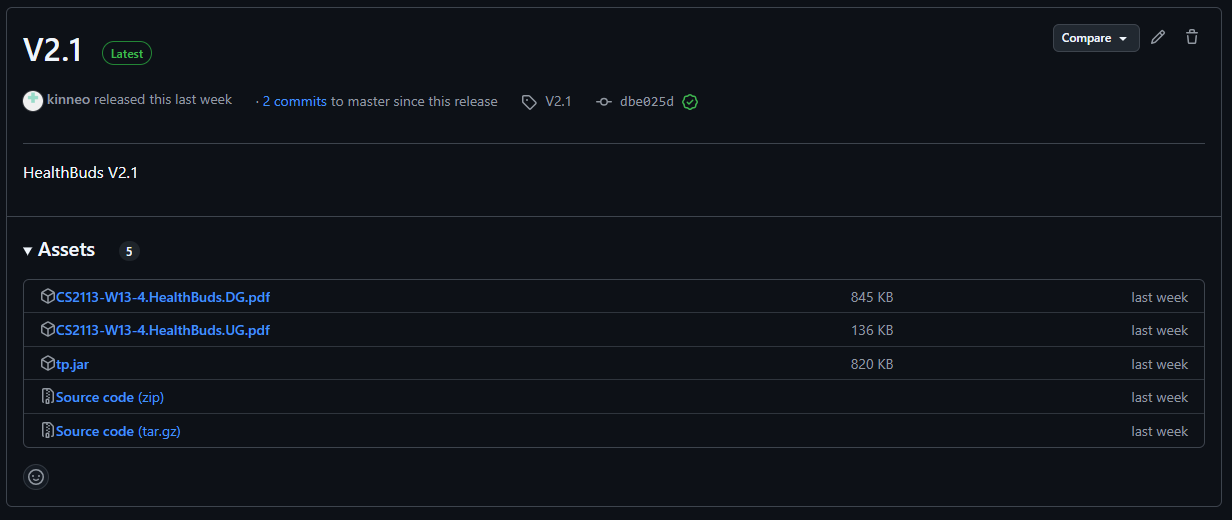 V2.1 Latest Compare
kinneo released this last week · 2 commits to master since this release V2.1 dbe025d
HealthBuds V2.1
Assets 5
CS2113-W13-4.HealthBuds.DG.pdf 845 KB last week
CS2113-W13-4.HealthBuds.UG.pdf 136 KB last week
tp.jar 820 KB last week
Source code (zip) last week
Source code (tar.gz) last week